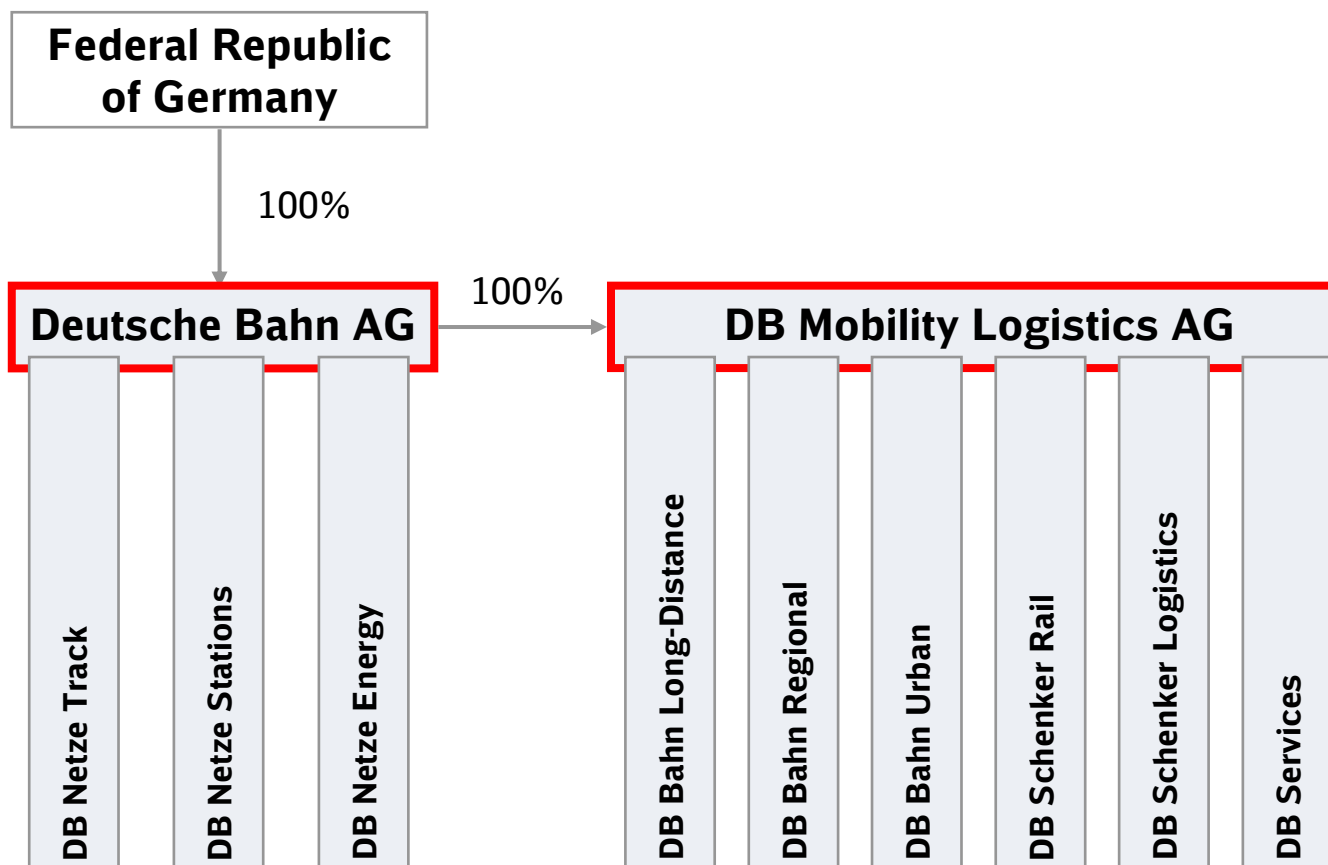 Federal Republic
of Germany
100%
100%
Deutsche Bahn AG
DB Mobility Logistics AG
DB Netze Track
DB Netze Stations
DB Netze Energy
DB Bahn Long-Distance
DB Bahn Regional
DB Bahn Urban
DB Schenker Rail
DB Schenker Logistics
DB Services